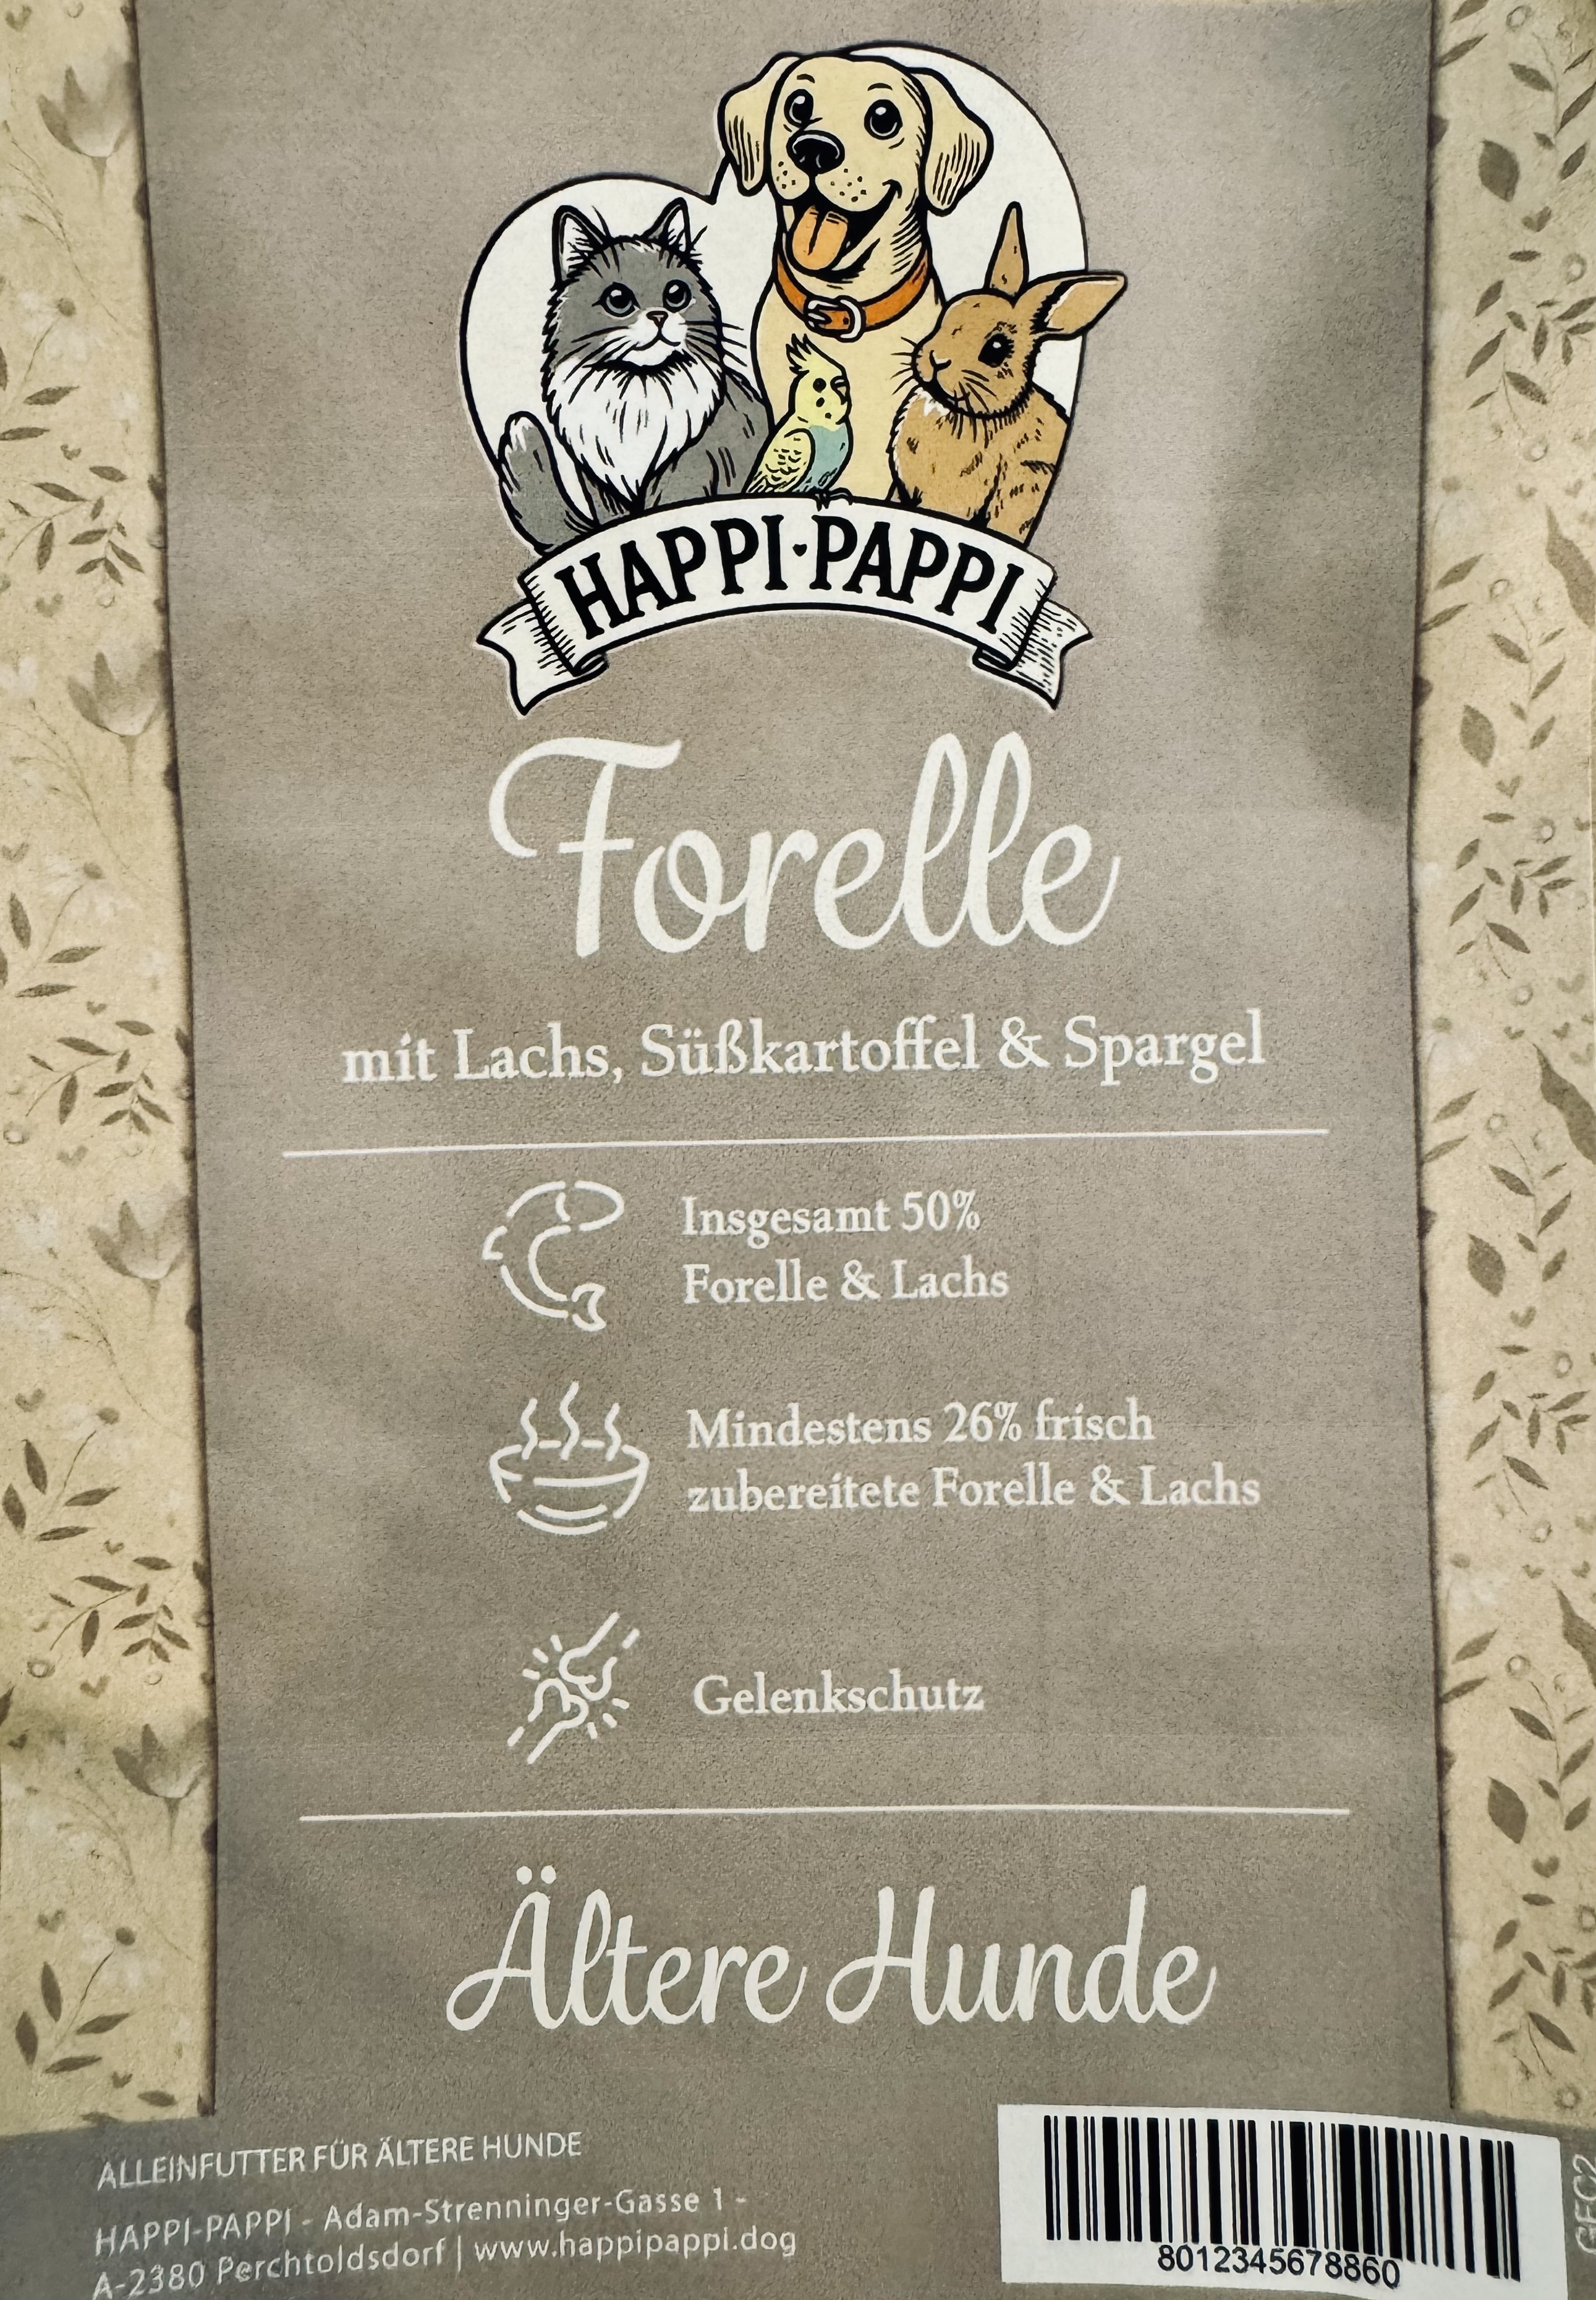 HAPPI·PAPPI
Forelle
mit Lachs, Süßkartoffel & Spargel
Insgesamt 50%
Forelle & Lachs
Mindestens 26% frisch
zubereitete Forelle & Lachs
Gelenkschutz
Ältere Hunde
ALLEINFUTTER FÜR ÄLTERE HUNDE
HAPPI-PAPPI - Adam-Strenninger-Gasse 1 -
A-2380 Perchtoldsdorf | www.happipappi.dog
8012345678860